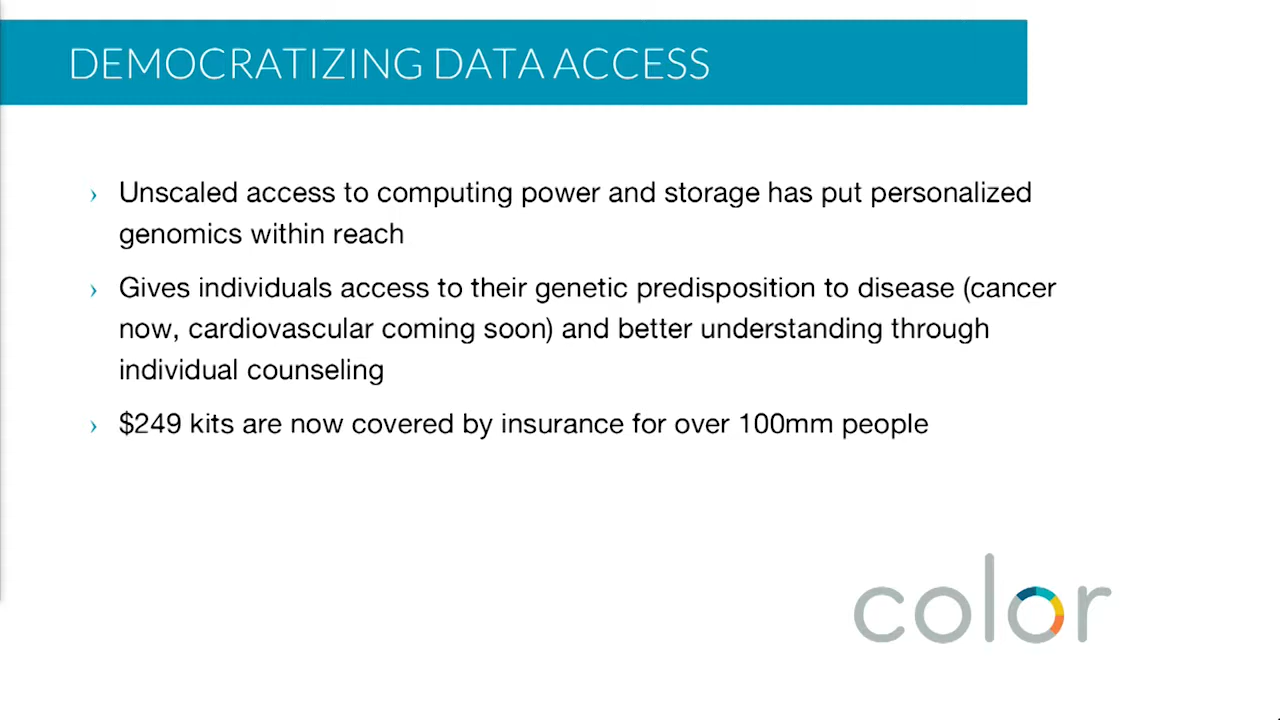 DEMOCRATIZING DATA ACCESS
› Unscaled access to computing power and storage has put personalized
genomics within reach
› Gives individuals access to their genetic predisposition to disease (cancer
now, cardiovascular coming soon) and better understanding through
individual counseling
› $249 kits are now covered by insurance for over 100mm people
color